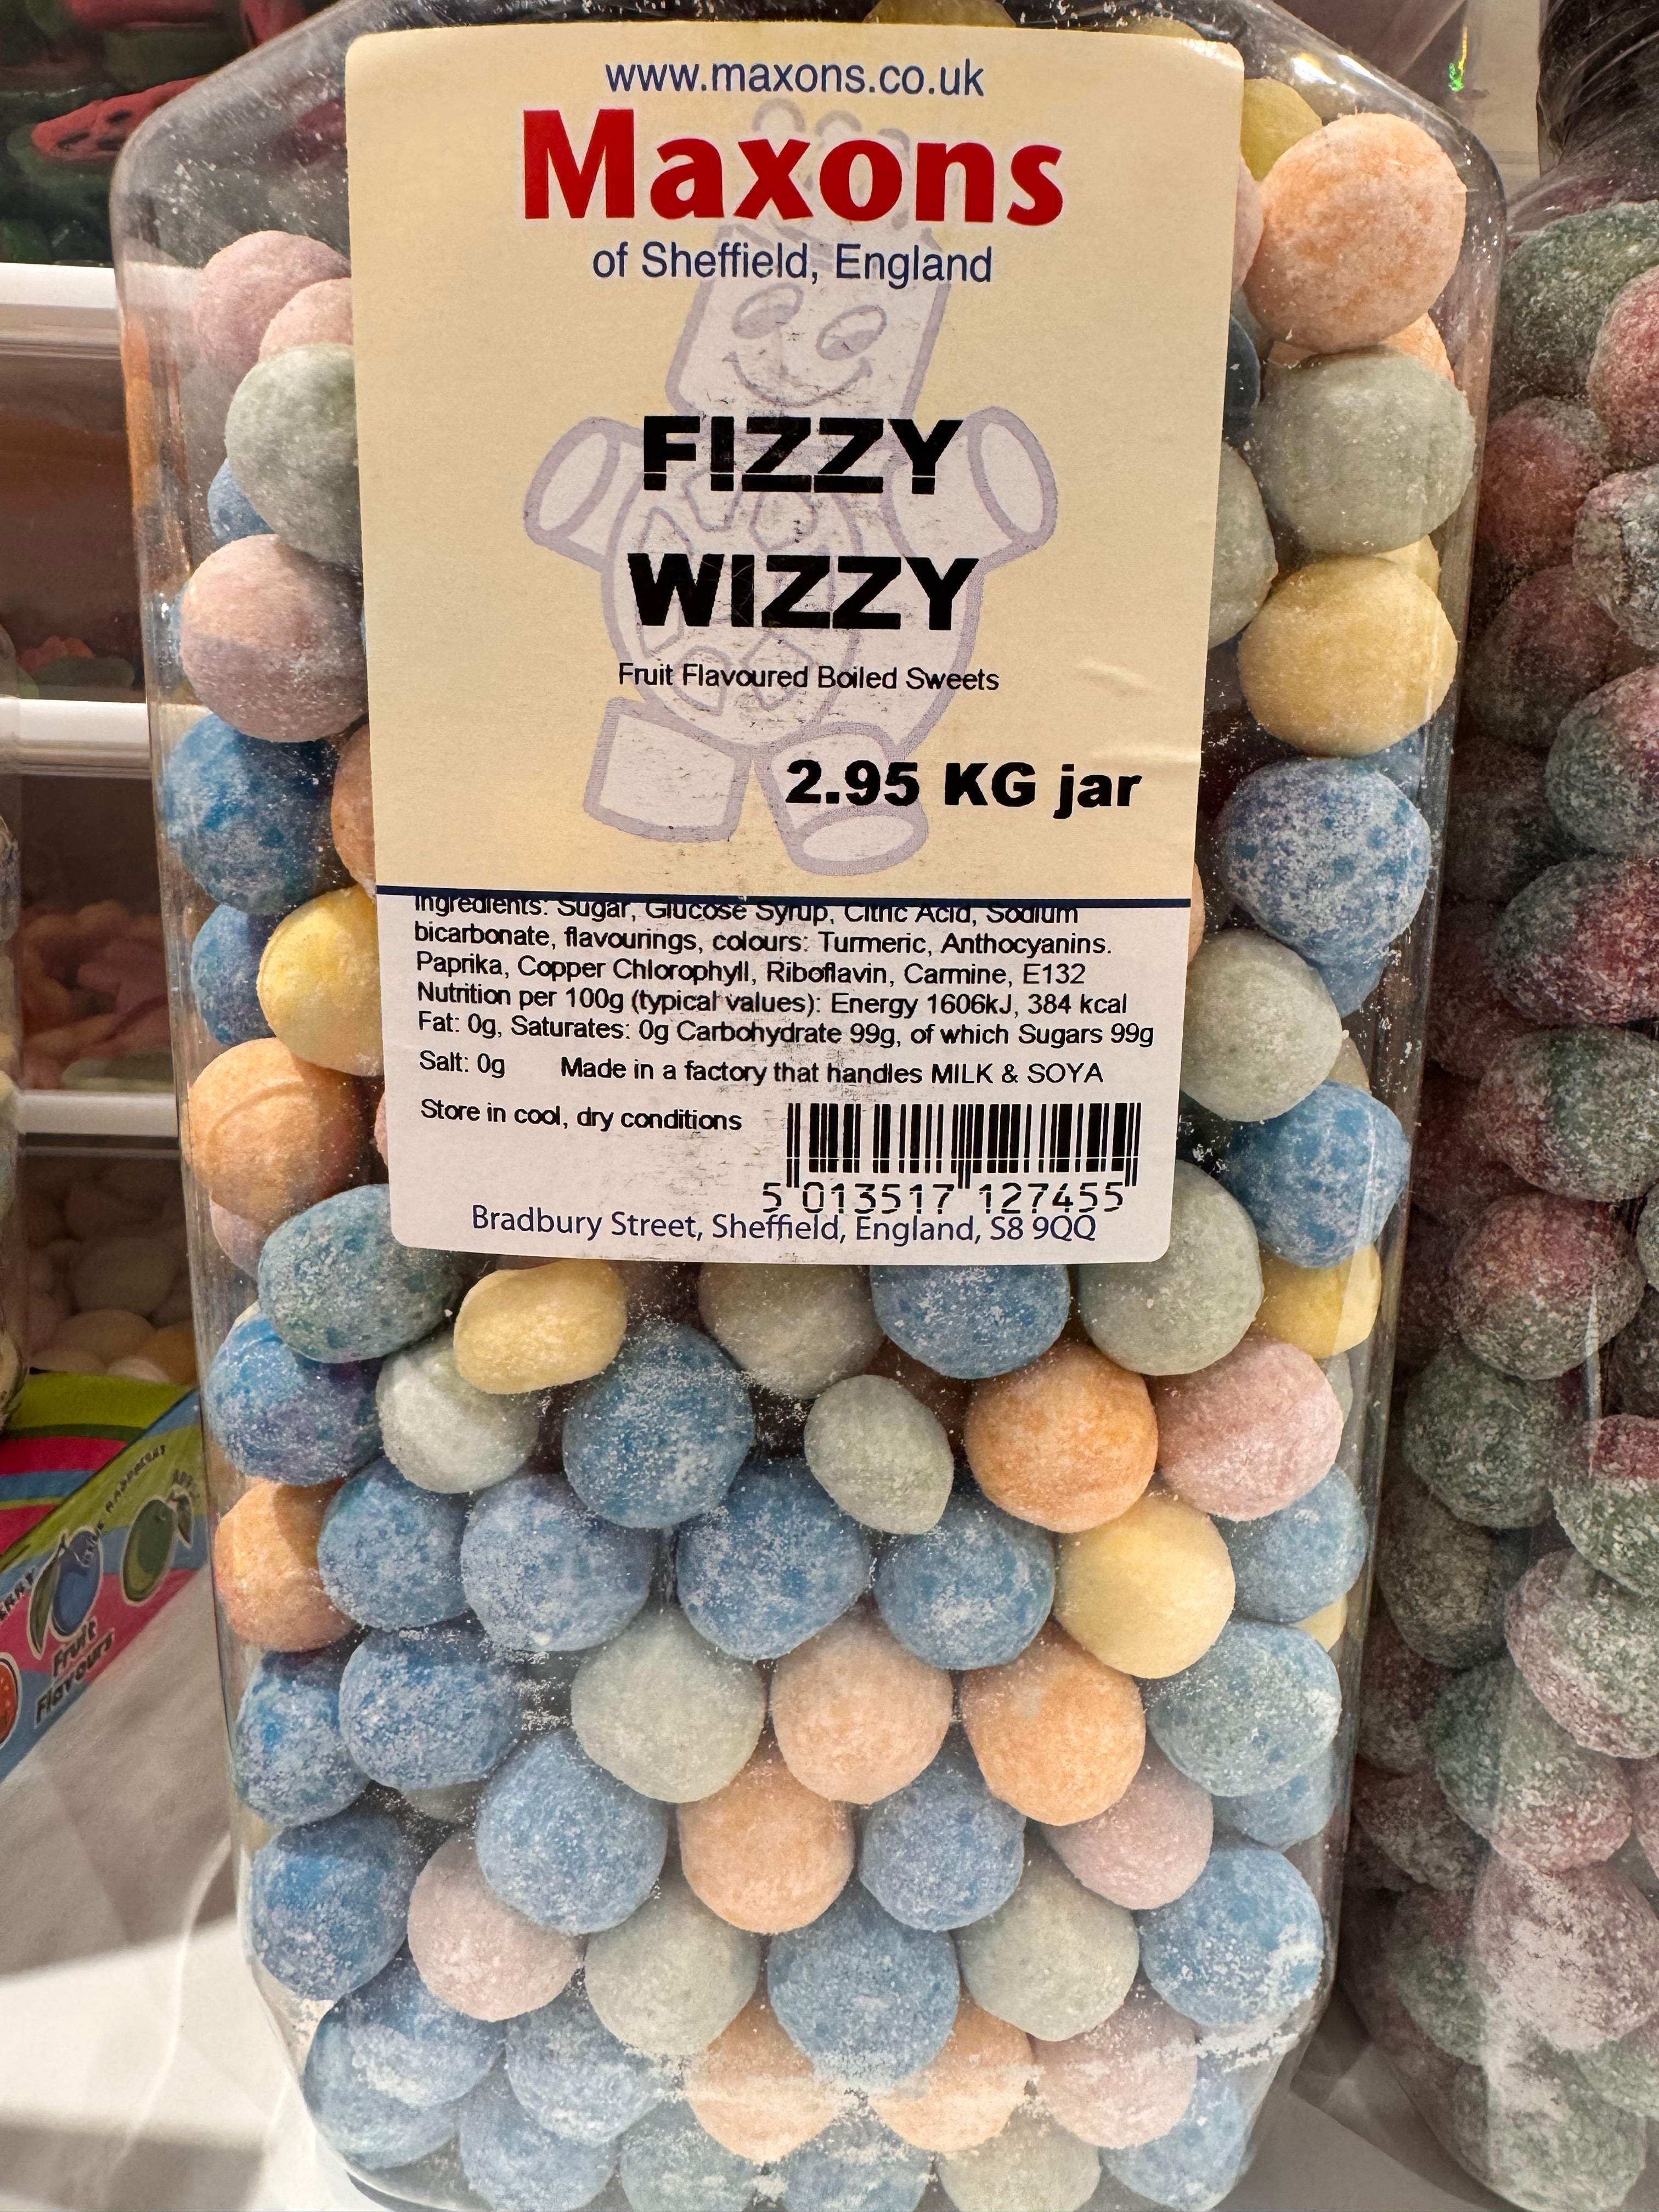 www.maxons.co.uk
Maxons
of Sheffield, England
FIZZY
WIZZY
Fruit Flavoured Boiled Sweets
2.95 KG jar
Ingredients: Sugar, Glucose Syrup, Citric Acid, Sodium
bicarbonate, flavourings, colours: Turmeric, Anthocyanins.
Paprika, Copper Chlorophyll, Riboflavin, Carmine, E132
Nutrition per 100g (typical values): Energy 1606kJ, 384 kcal
Fat: 0g, Saturates: 0g Carbohydrate 99g, of which Sugars 99g
Salt: 0g Made in a factory that handles MILK & SOYA
Store in cool, dry conditions
5 013517 127455
Bradbury Street, Sheffield, England, S8 9QQ
RASPBERRY
Fruit
Flavours